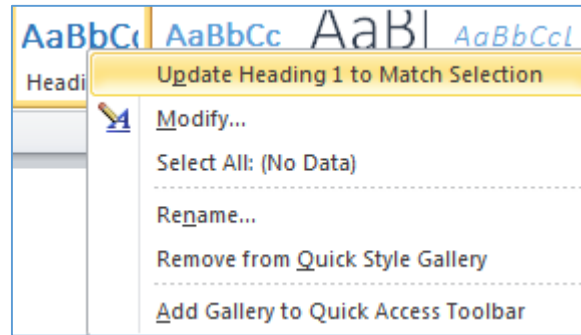 AaBbCc AaBbCc AaB AaBbCcL
Headi
Update Heading 1 to Match Selection
Modify...
Select All: (No Data)
Rename...
Remove from Quick Style Gallery
Add Gallery to Quick Access Toolbar